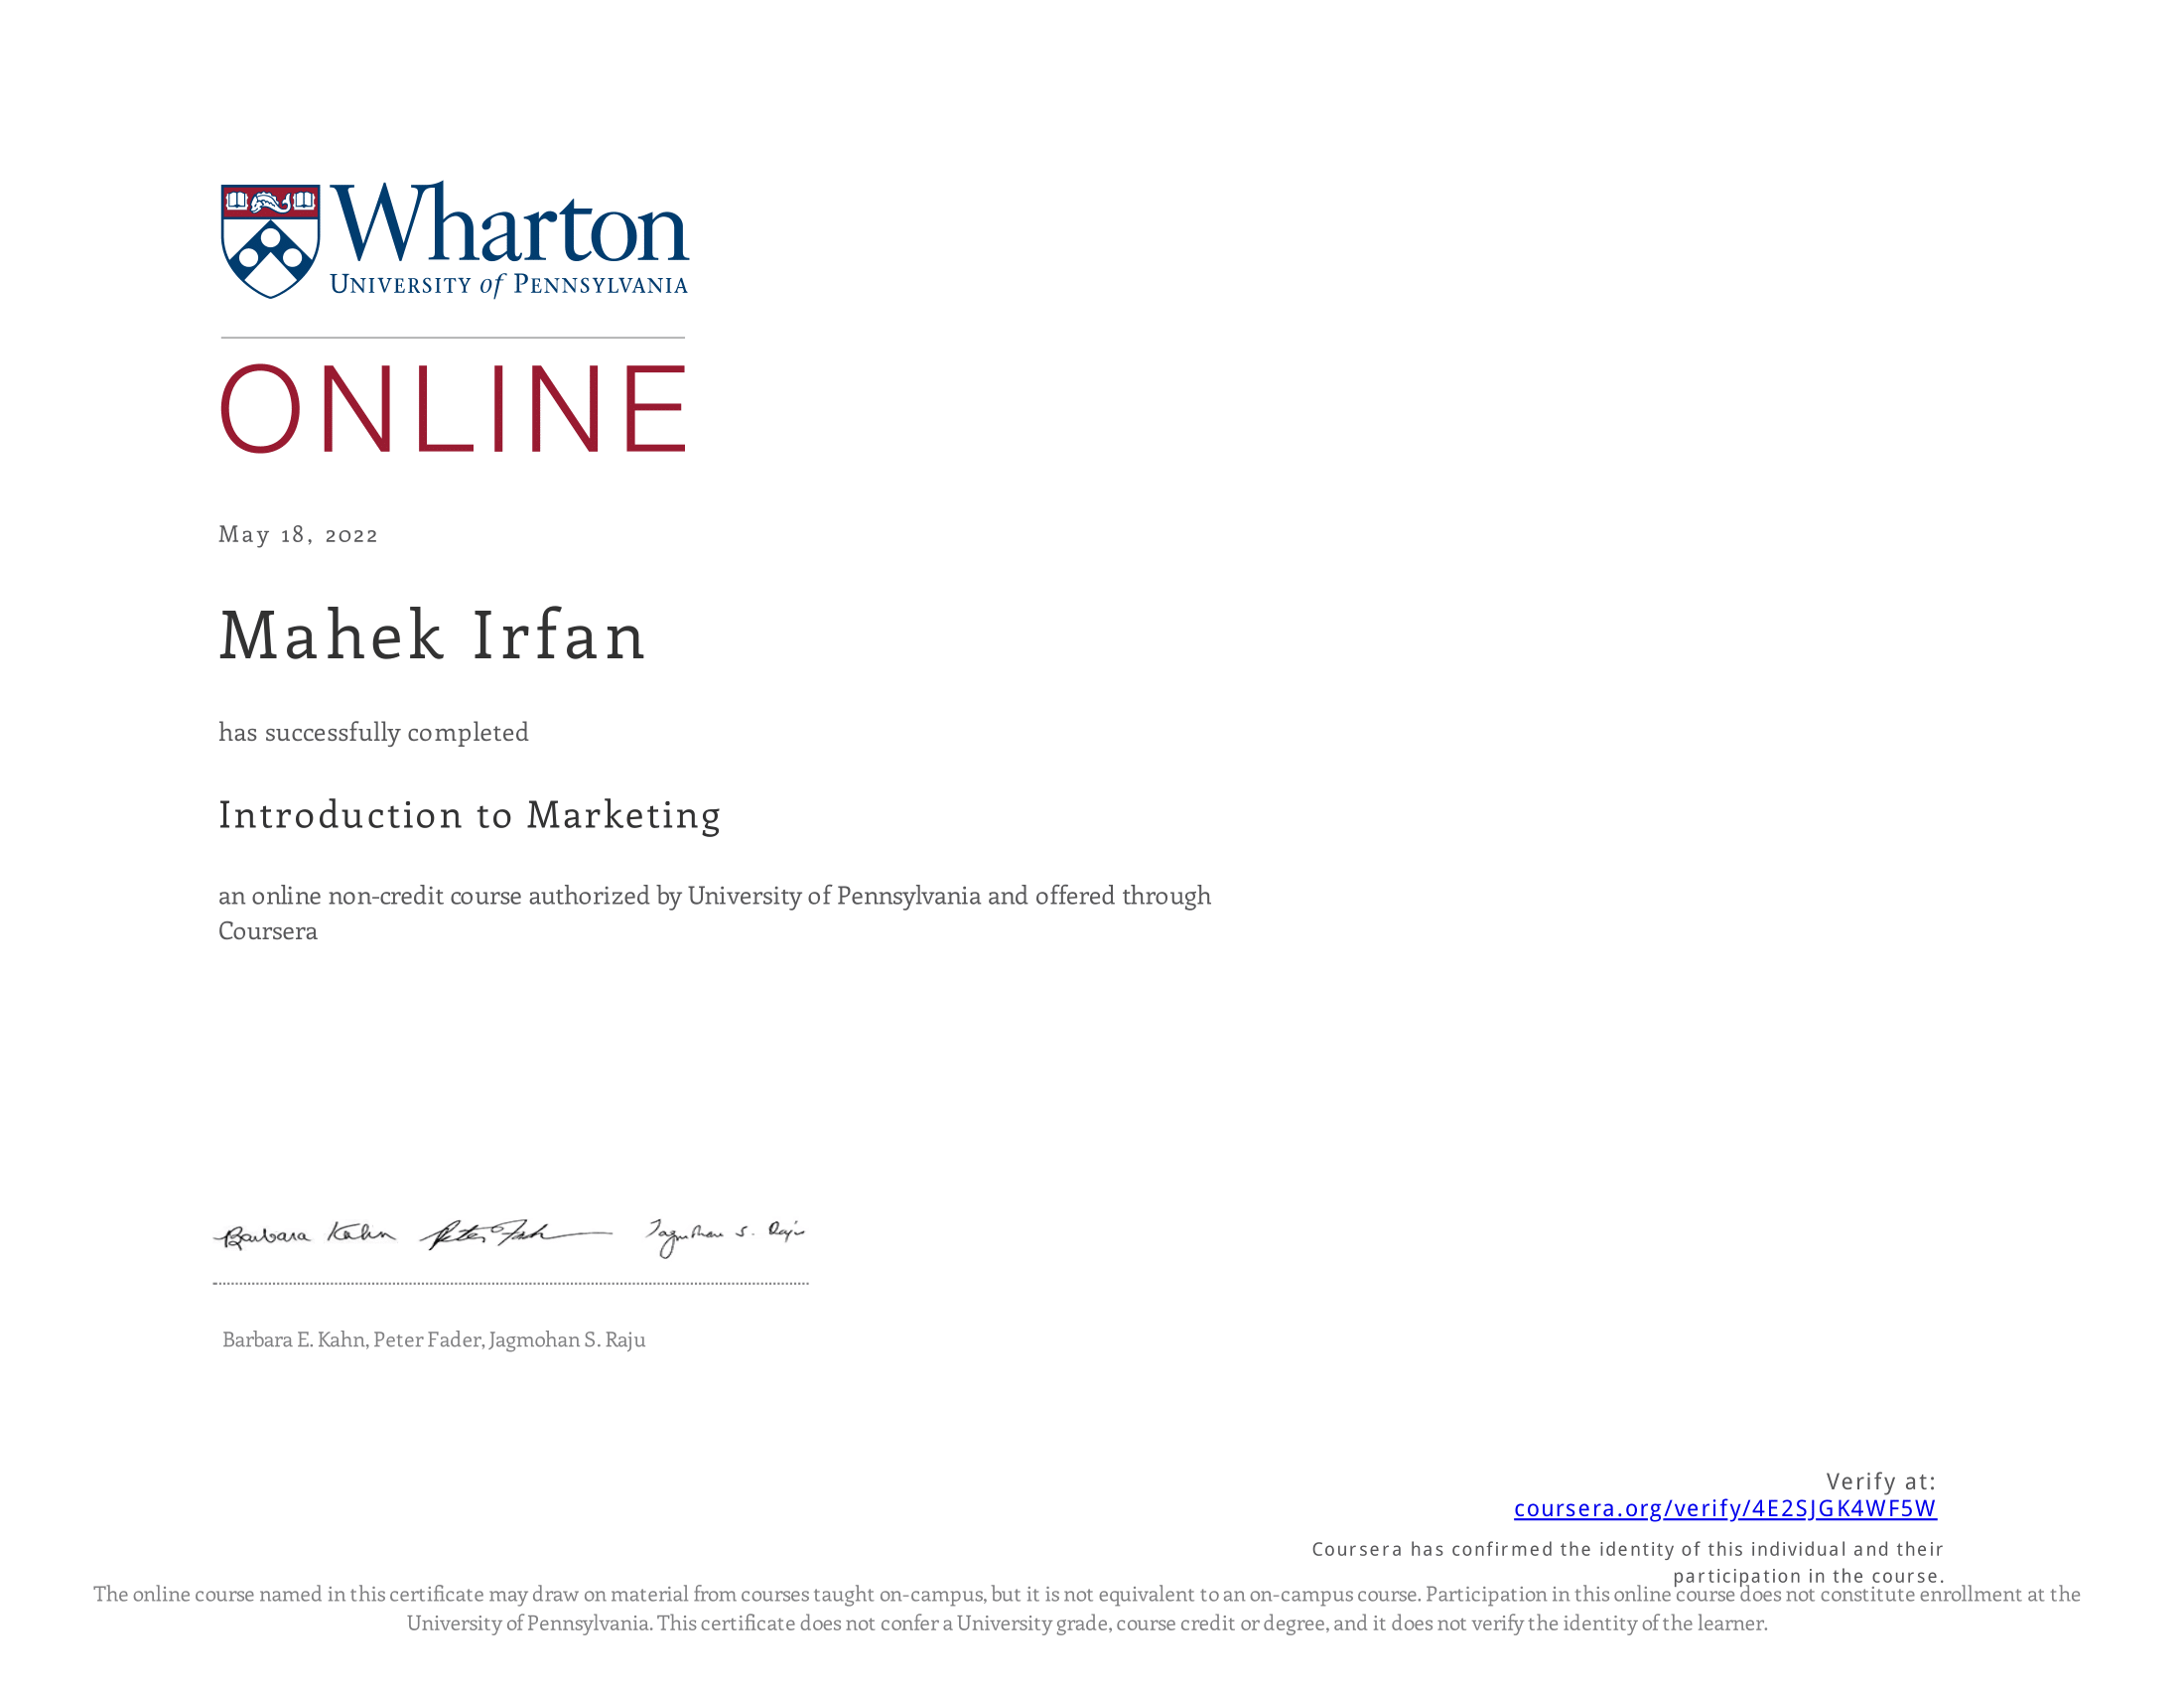 Wharton
UNIVERSITY of PENNSYLVANIA
ONLINE
May 18, 2022
Mahek Irfan
has successfully completed
Introduction to Marketing
an online non-credit course authorized by University of Pennsylvania and offered through
Coursera
Barbara Kahn Peter Fader Jagmohan S. Raju
Barbara E. Kahn, Peter Fader, Jagmohan S. Raju
Verify at:
coursera.org/verify/4E2SJGK4WF5W
Coursera has confirmed the identity of this individual and their
participation in the course.
The online course named in this certificate may draw on material from courses taught on-campus, but it is not equivalent to an on-campus course. Participation in this online course does not constitute enrollment at the
University of Pennsylvania. This certificate does not confer a University grade, course credit or degree, and it does not verify the identity of the learner.